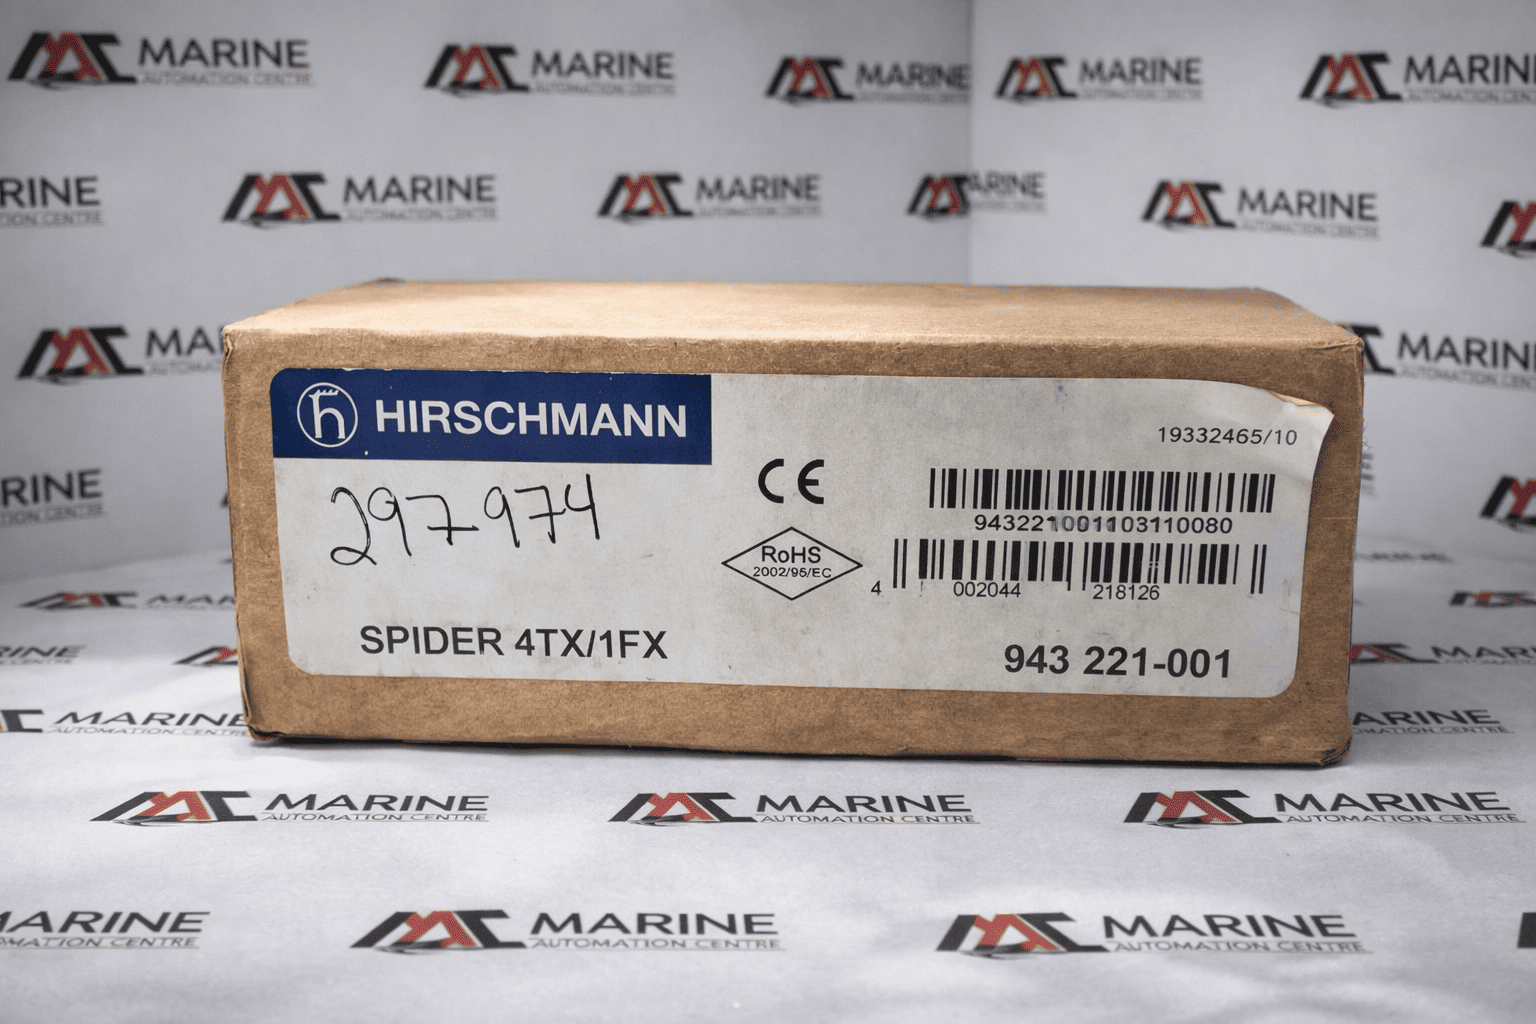 MARINE
AUTOMATION CENTRE
HIRSCHMANN
297974
SPIDER 4TX/1FX
CE
RoHS
2002/95/EC
19332465/10
943221001103110080
4 002044 218126
943 221-001